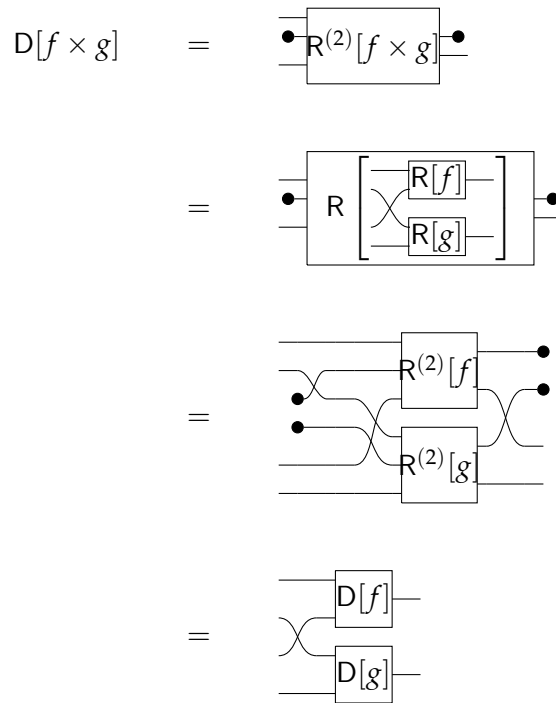 D[f × g] = R⁽²⁾[f × g]
= R [ R[f]
R[g] ]
R⁽²⁾[f]
=
R⁽²⁾[g]
D[f]
=
D[g]